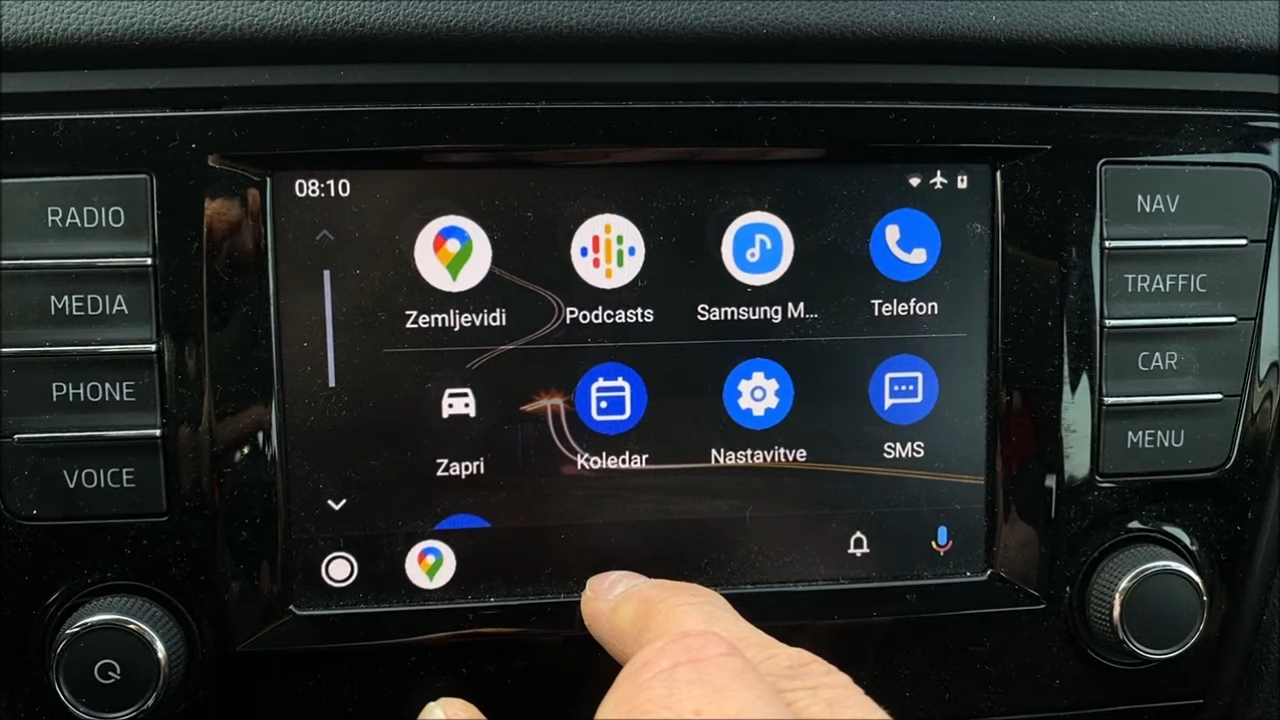 RADIO
MEDIA
PHONE
VOICE
08:10
Zemljevidi
Podcasts
Samsung M...
Telefon
Zapri
Koledar
Nastavitve
SMS
NAV
TRAFFIC
CAR
MENU